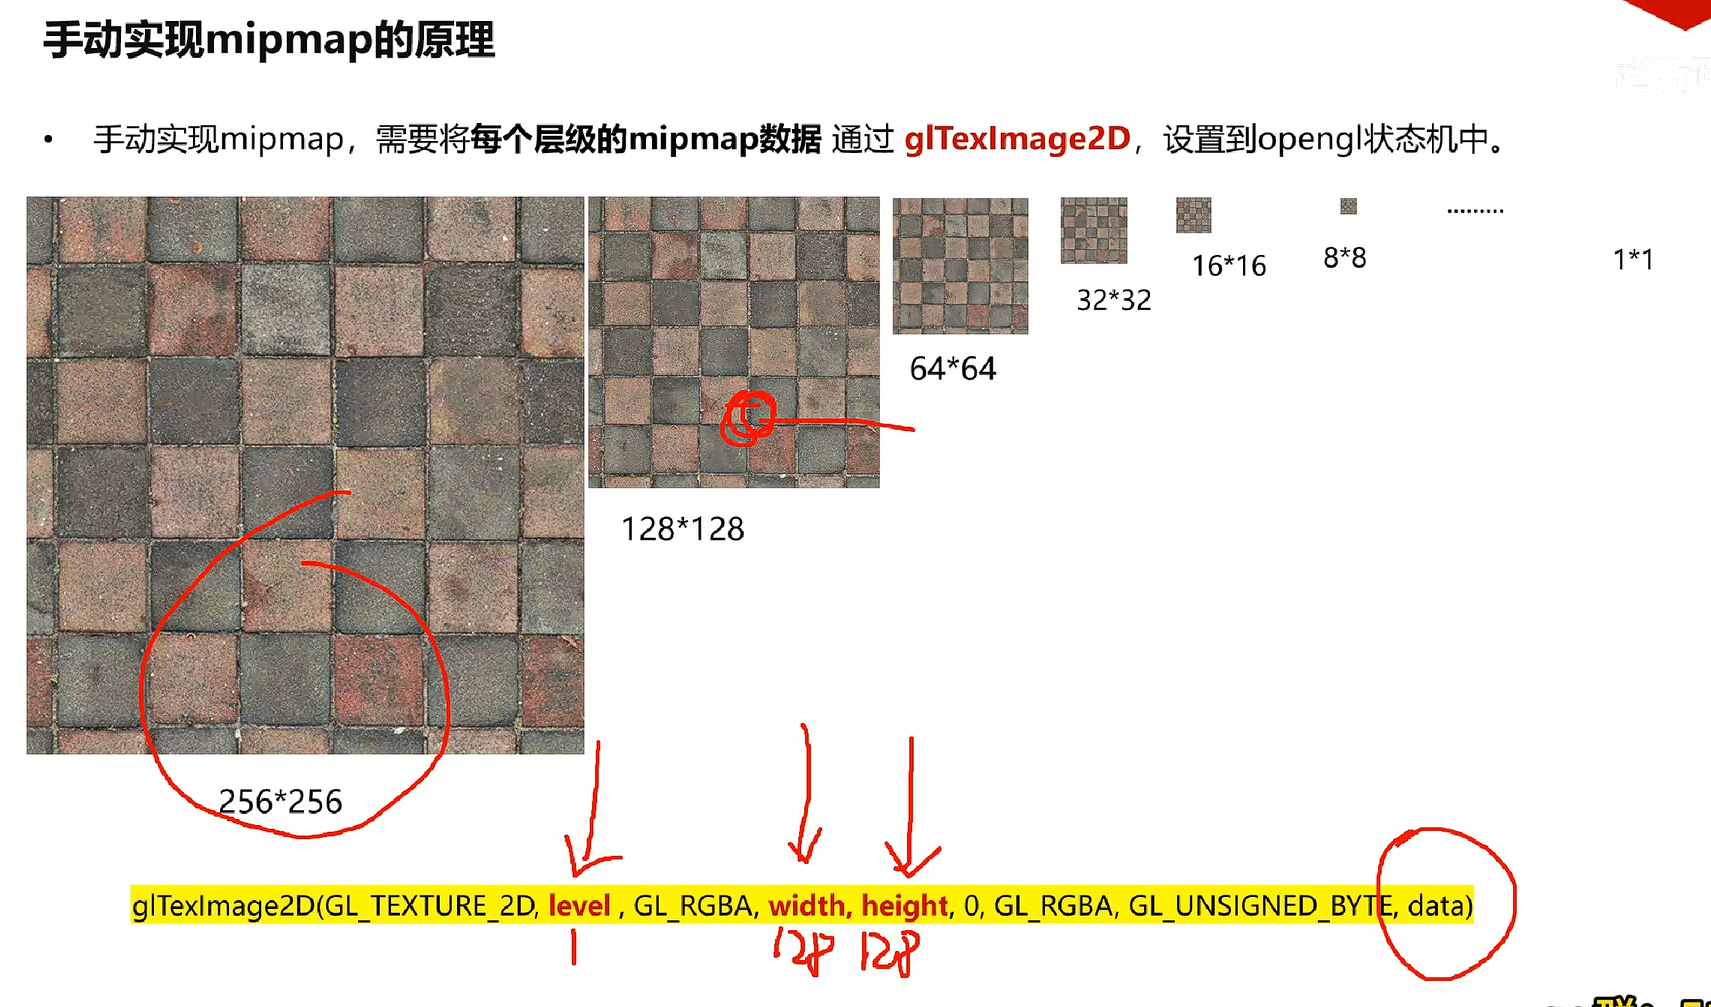 手动实现mipmap的原理
• 手动实现mipmap，需要将每个层级的mipmap数据 通过 glTexImage2D，设置到opengl状态机中。
256*256
128*128
64*64
32*32
16*16
8*8
.........
1*1
glTexImage2D(GL_TEXTURE_2D, level , GL_RGBA, width, height, 0, GL_RGBA, GL_UNSIGNED_BYTE, data)
1 128 128